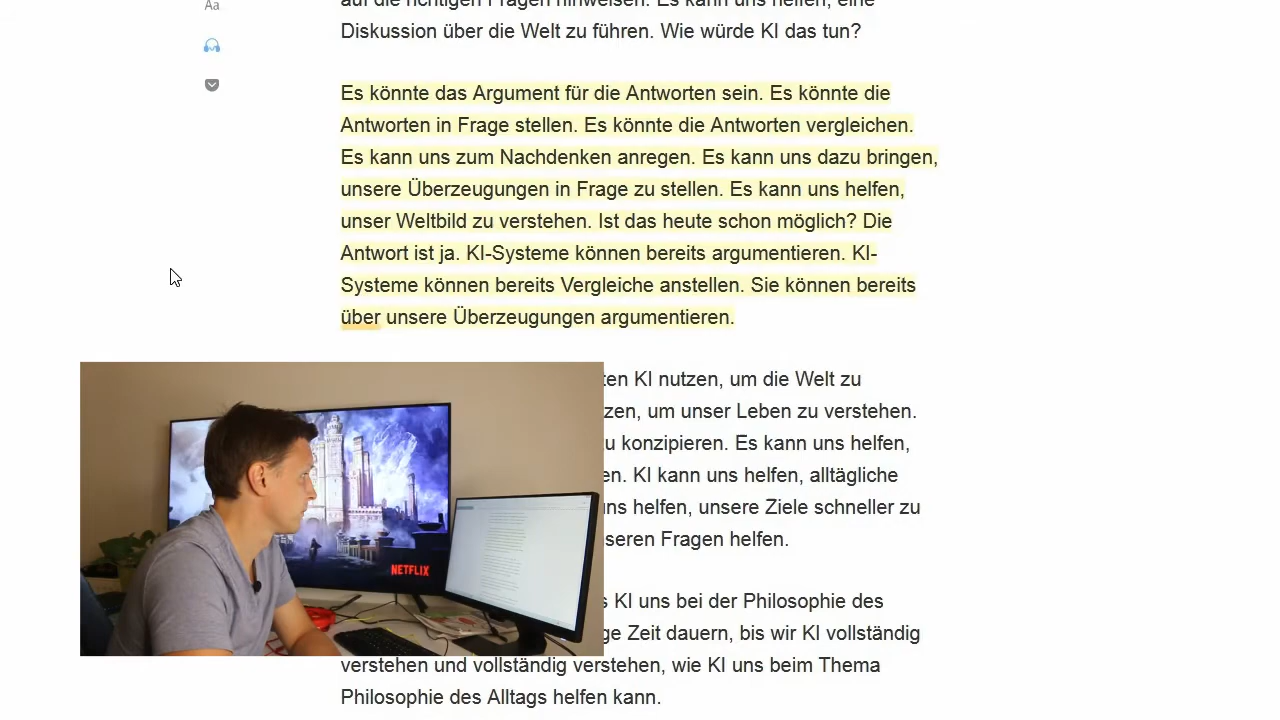 Aa
auf die richtigen Fragen hinweisen. Es kann uns helfen, eine
Diskussion über die Welt zu führen. Wie würde KI das tun?
Es könnte das Argument für die Antworten sein. Es könnte die
Antworten in Frage stellen. Es könnte die Antworten vergleichen.
Es kann uns zum Nachdenken anregen. Es kann uns dazu bringen,
unsere Überzeugungen in Frage zu stellen. Es kann uns helfen,
unser Weltbild zu verstehen. Ist das heute schon möglich? Die
Antwort ist ja. KI-Systeme können bereits argumentieren. KI-
Systeme können bereits Vergleiche anstellen. Sie können bereits
über unsere Überzeugungen argumentieren.
KI nutzen, um die Welt zu
um unser Leben zu verstehen.
konzipieren. Es kann uns helfen,
KI kann uns helfen, alltägliche
helfen, unsere Ziele schneller zu
Fragen helfen.
KI uns bei der Philosophie des
Zeit dauern, bis wir KI vollständig
verstehen und vollständig verstehen, wie KI uns beim Thema
Philosophie des Alltags helfen kann.
NETFLIX